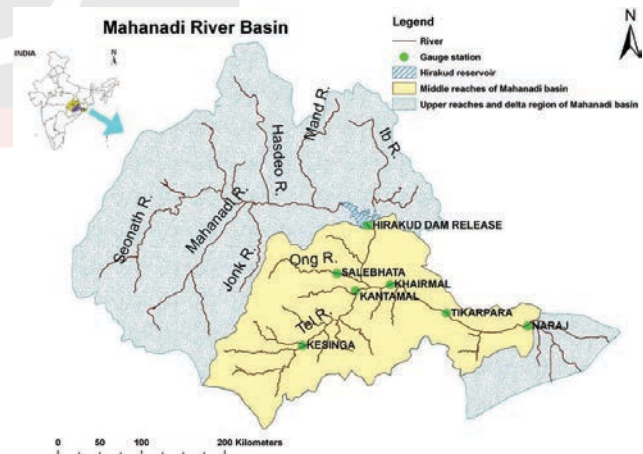 Mahanadi River Basin
INDIA
N
N
Legend
River
Gauge station
Hirakud reservoir
Middle reaches of Mahanadi basin
Upper reaches and delta region of Mahanadi basin
Hasdeo R.
Mand R.
Ib R.
Seonath R.
Mahanadi R.
Jonk R.
HIRAKUD DAM RELEASE
Ong R.
SALEBHATA
KHAIRMAL
KANTAMAL
Tel R.
TIKARPARA
NARAJ
KESINGA
0 50 100 200 Kilometers